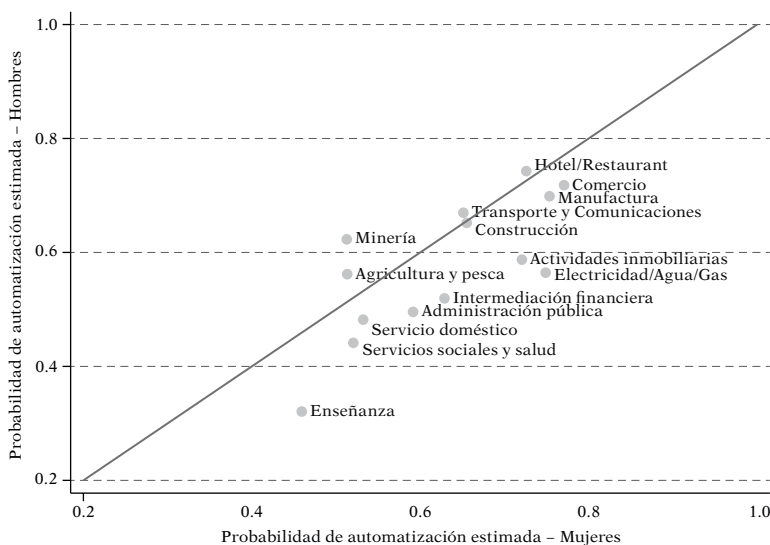 Probabilidad de automatización estimada – Hombres
1.0
0.8
0.6
0.4
0.2
Hotel/Restaurant
Comercio
Manufactura
Transporte y Comunicaciones
Construcción
Minería
Actividades inmobiliarias
Agricultura y pesca
Electricidad/Agua/Gas
Intermediación financiera
Administración pública
Servicio doméstico
Servicios sociales y salud
Enseñanza
0.2 0.4 0.6 0.8 1.0
Probabilidad de automatización estimada – Mujeres